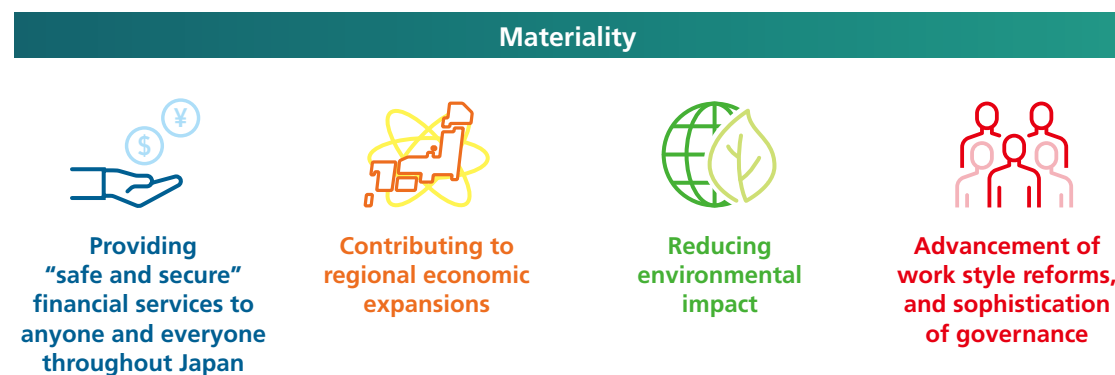 Materiality
¥
$
Providing
“safe and secure”
financial services to
anyone and everyone
throughout Japan
Contributing to
regional economic
expansions
Reducing
environmental
impact
Advancement of
work style reforms,
and sophistication
of governance